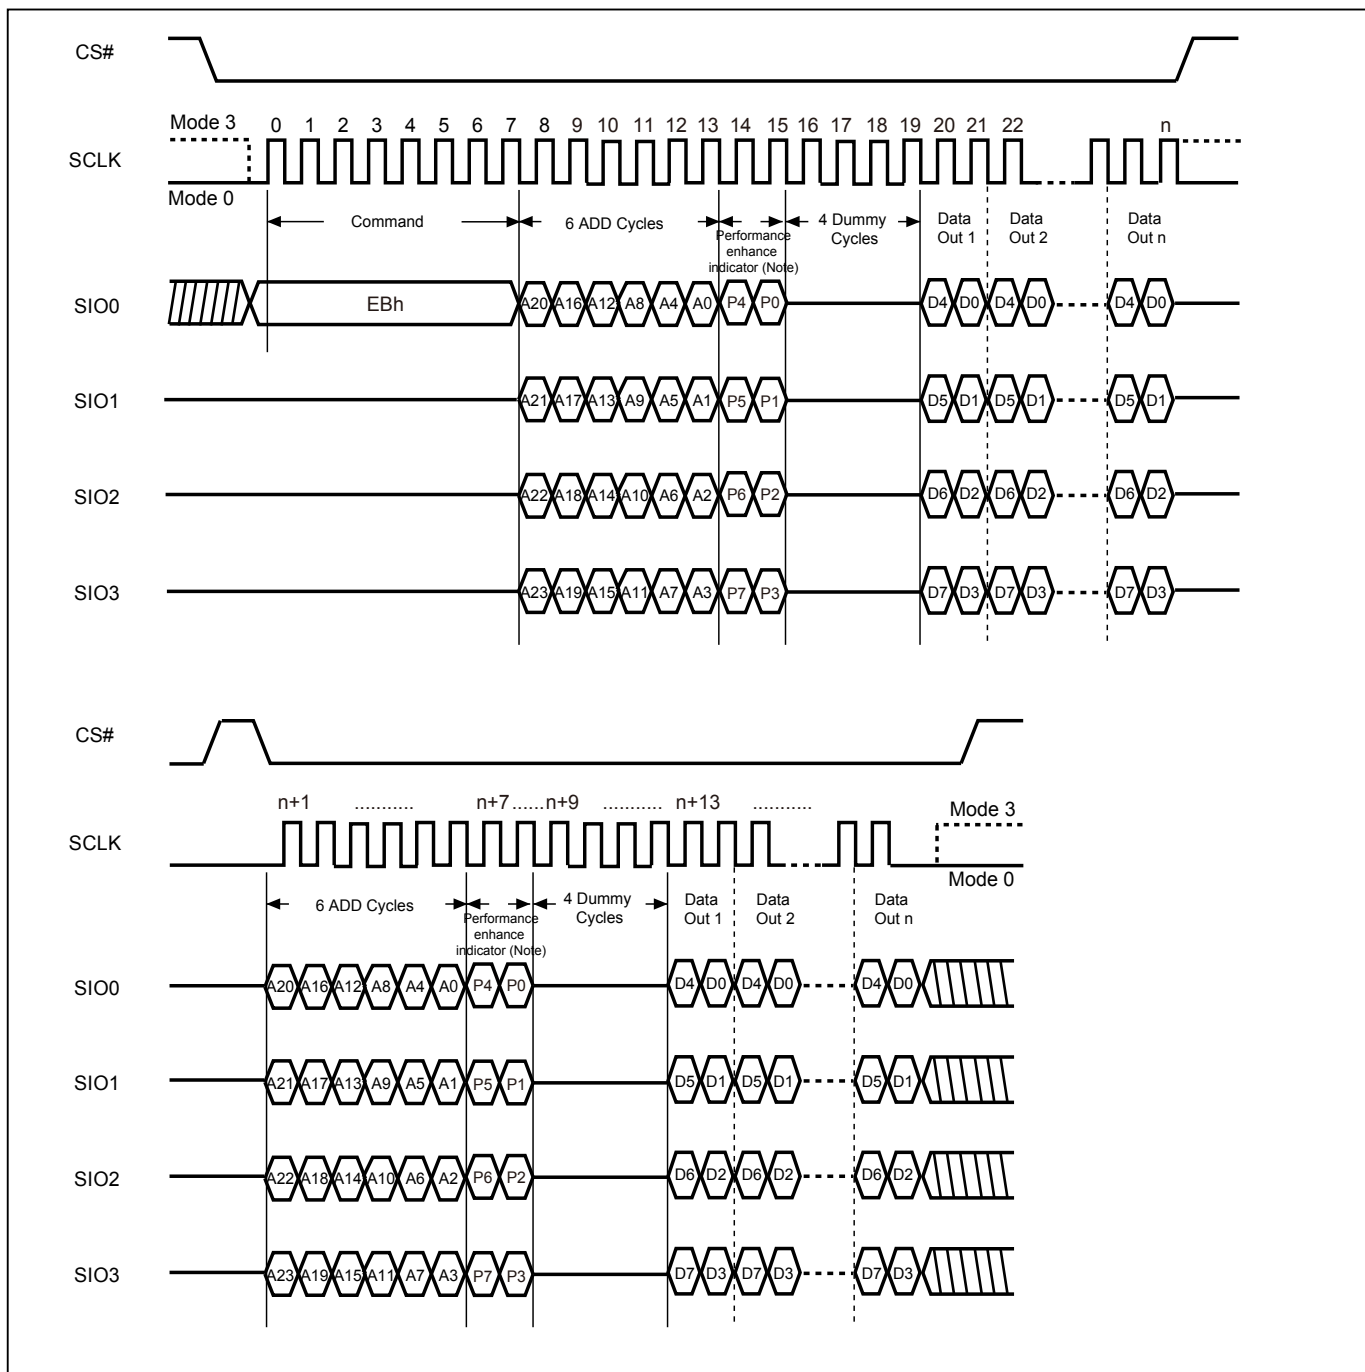 CS#
Mode 3
0 1 2 3 4 5 6 7 8 9 10 11 12 13 14 15 16 17 18 19 20 21 22 n
SCLK
Mode 0
Command
6 ADD Cycles
Performance
enhance
indicator (Note)
4 Dummy
Cycles
Data
Out 1
Data
Out 2
Data
Out n
SIO0 EBh A20 A16 A12 A8 A4 A0 P4 P0 D4 D0 D4 D0 D4 D0
SIO1 A21 A17 A13 A9 A5 A1 P5 P1 D5 D1 D5 D1 D5 D1
SIO2 A22 A18 A14 A10 A6 A2 P6 P2 D6 D2 D6 D2 D6 D2
SIO3 A23 A19 A15 A11 A7 A3 P7 P3 D7 D3 D7 D3 D7 D3
CS#
n+1 ........... n+7 ......n+9 ........... n+13 ...........
Mode 3
SCLK
Mode 0
6 ADD Cycles
Performance
enhance
indicator (Note)
4 Dummy
Cycles
Data
Out 1
Data
Out 2
Data
Out n
SIO0 A20 A16 A12 A8 A4 A0 P4 P0 D4 D0 D4 D0 D4 D0
SIO1 A21 A17 A13 A9 A5 A1 P5 P1 D5 D1 D5 D1 D5 D1
SIO2 A22 A18 A14 A10 A6 A2 P6 P2 D6 D2 D6 D2 D6 D2
SIO3 A23 A19 A15 A11 A7 A3 P7 P3 D7 D3 D7 D3 D7 D3